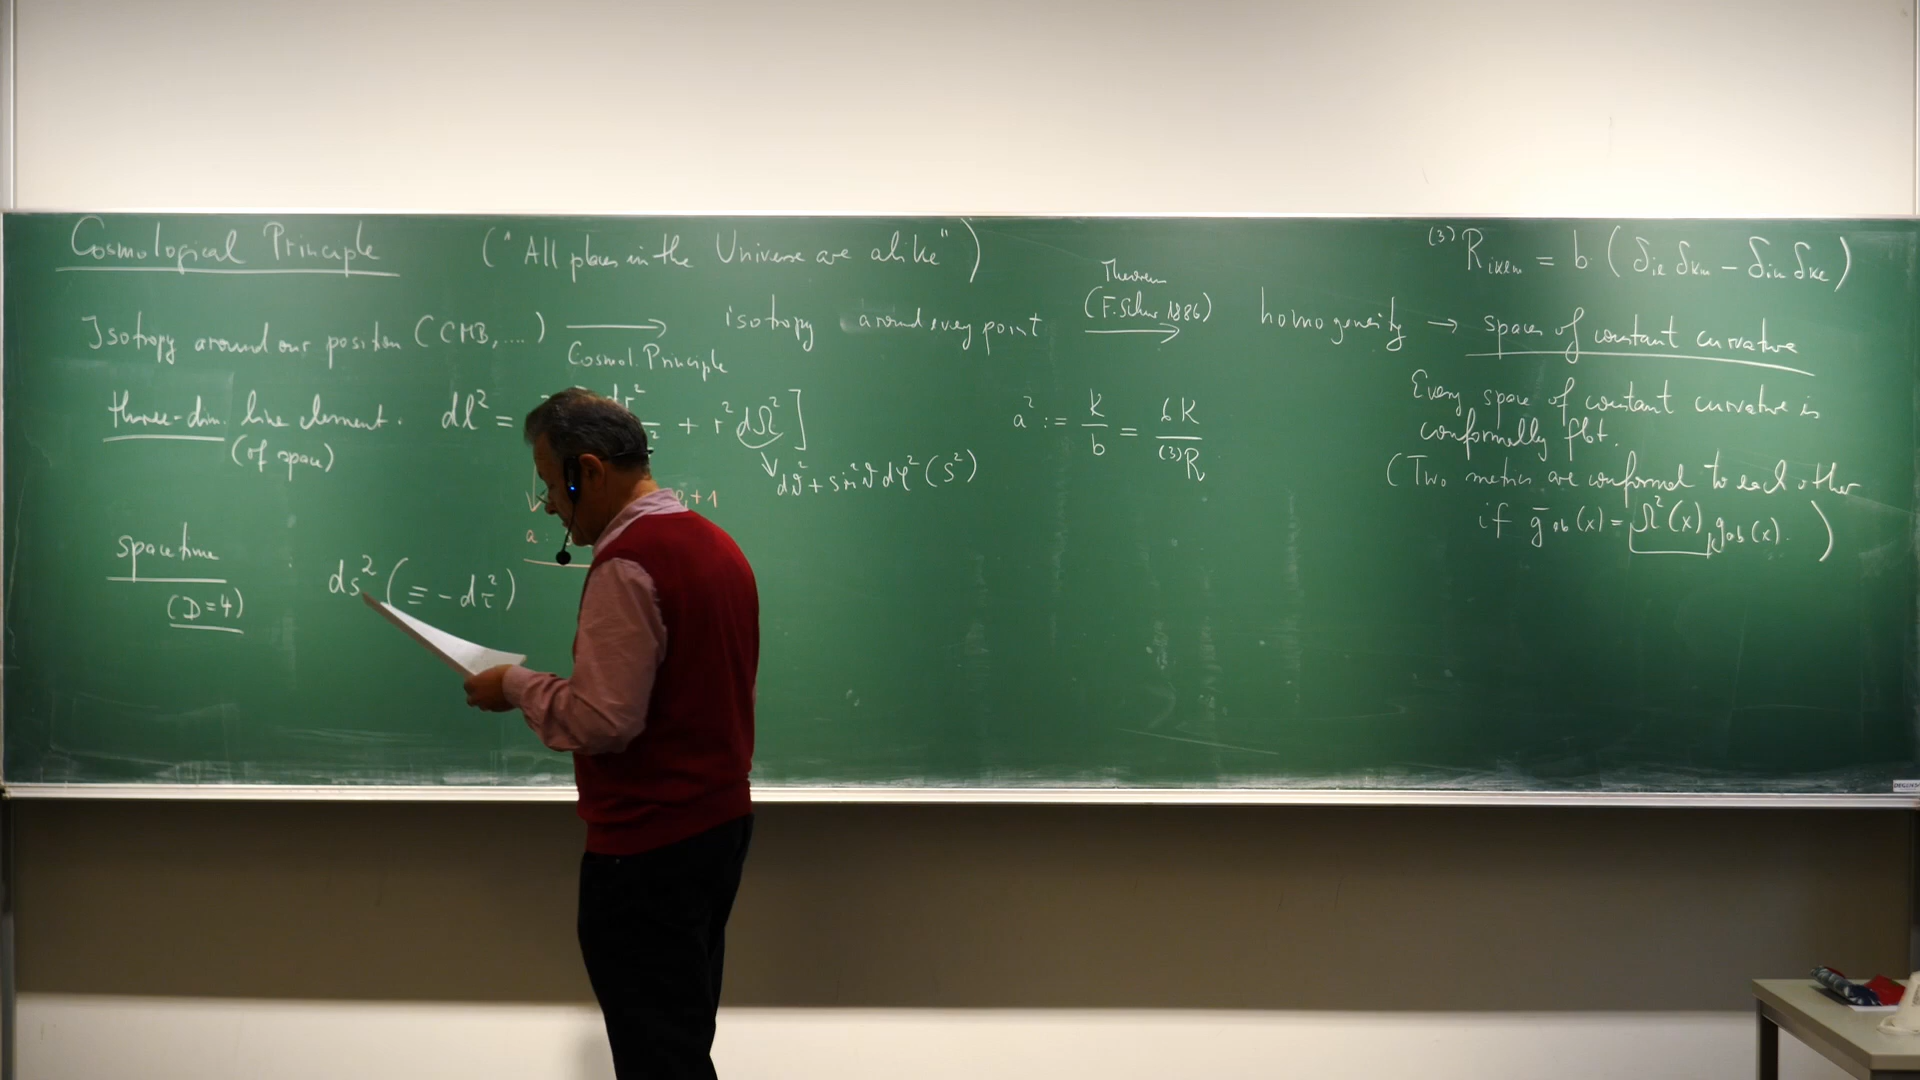 Cosmological Principle ("All places in the Universe are alike")
(3)R_iklm = b (δ_il δ_km − δ_im δ_kl)
Isotropy around our position (CMB, ....) → Cosmol. Principle
isotropy around every point
Theorem
(F. Schur 1886)
homogeneity → spaces of constant curvature
three-dim. line element. dl² =
dr²
+ r² dΩ² ]
(of space)
dϑ² + sin²ϑ dφ² (S²)
, +1
a :
a² := k/b = 6k/(3)R
Every space of constant curvature is
conformally flat.
(Two metrics are conformal to each other
if ḡ_ab(x) = Ω²(x) g_ab(x). )
spacetime
(D=4)
ds² (≡ − dτ²)